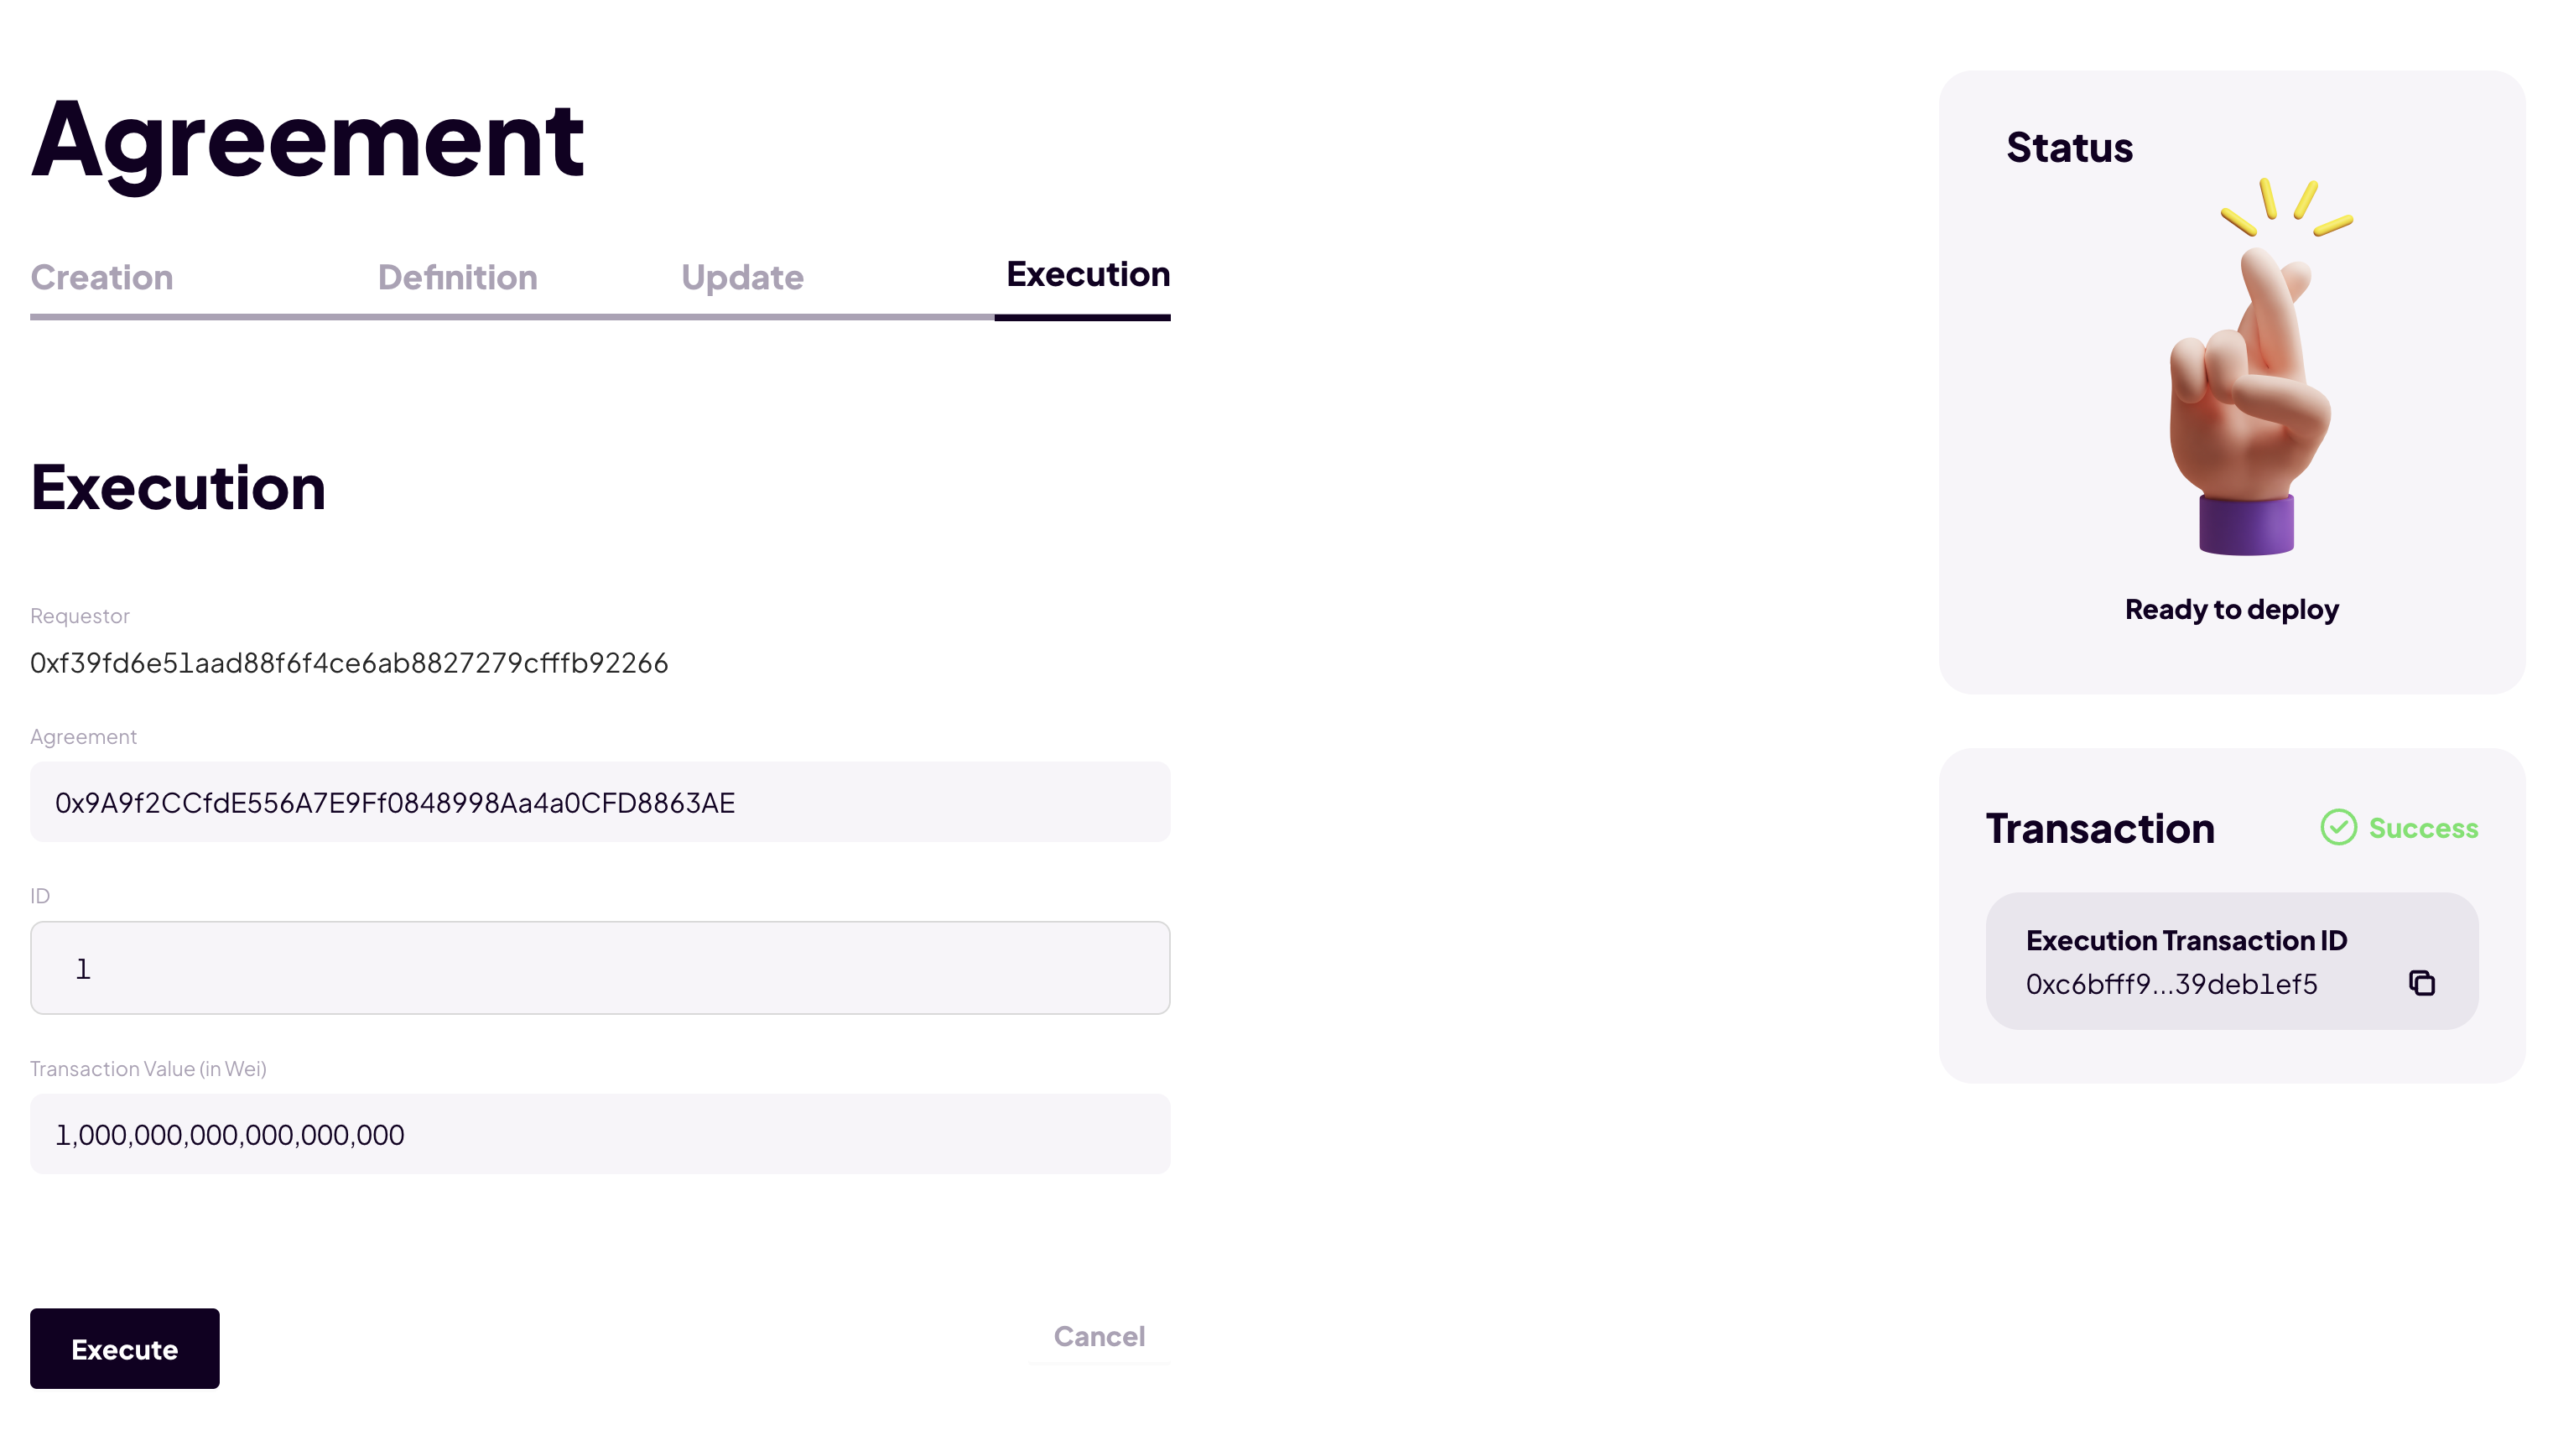 Agreement
Creation
Definition
Update
Execution
Execution
Requestor
0xf39fd6e51aad88f6f4ce6ab8827279cfffb92266
Agreement
0x9A9f2CCfdE556A7E9Ff0848998Aa4a0CFD8863AE
ID
1
Transaction Value (in Wei)
1,000,000,000,000,000,000
Execute
Cancel
Status
Ready to deploy
Transaction
Success
Execution Transaction ID
0xc6bfff9...39deb1ef5